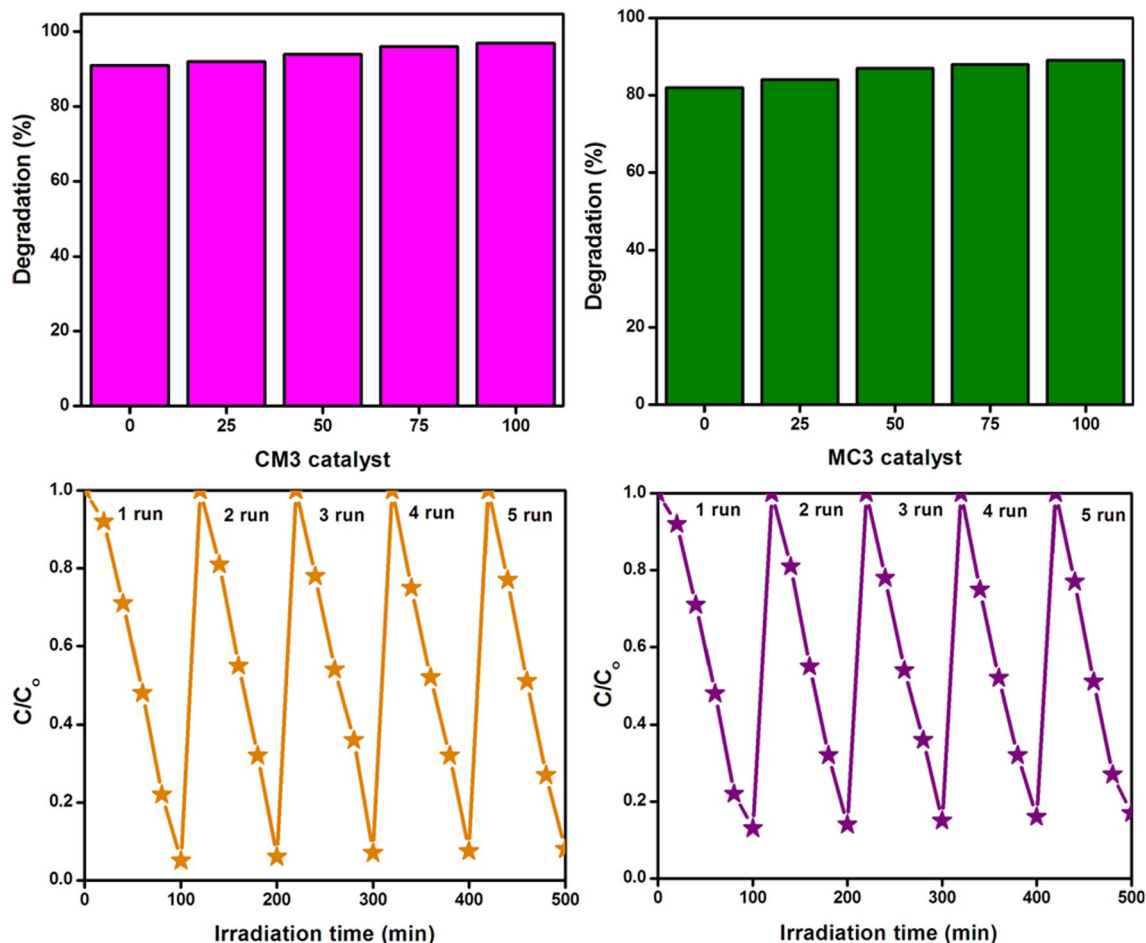 Degradation (%)
100
80
60
40
20
0
0 25 50 75 100
CM3 catalyst
Degradation (%)
100
80
60
40
20
0
0 25 50 75 100
MC3 catalyst
C/Co
1.0
0.8
0.6
0.4
0.2
0.0
1 run 2 run 3 run 4 run 5 run
0 100 200 300 400 500
Irradiation time (min)
C/Co
1.0
0.8
0.6
0.4
0.2
0.0
1 run 2 run 3 run 4 run 5 run
0 100 200 300 400 500
Irradiation time (min)